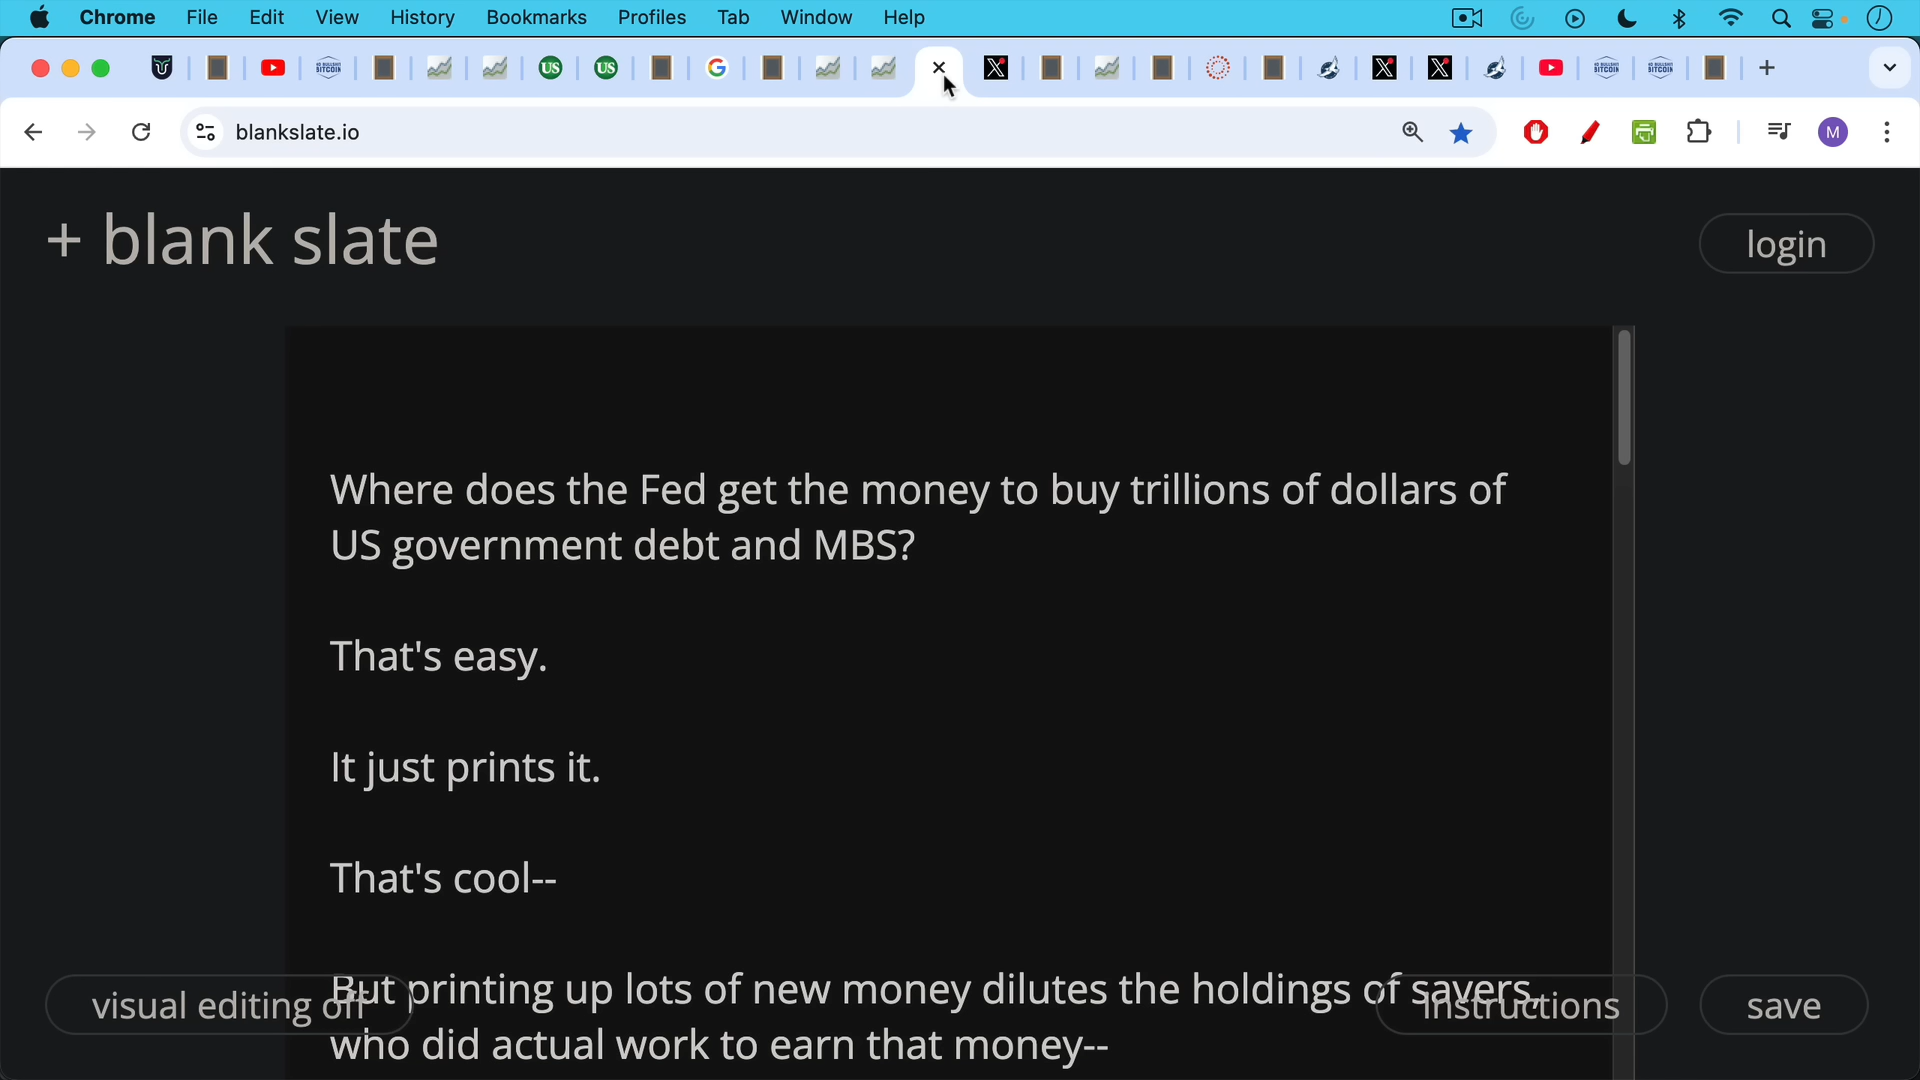 Chrome File Edit View History Bookmarks Profiles Tab Window Help
US US
blankslate.io
M
+ blank slate
login
Where does the Fed get the money to buy trillions of dollars of
US government debt and MBS?
That's easy.
It just prints it.
That's cool--
But printing up lots of new money dilutes the holdings of savers,
visual editing off
instructions
save
who did actual work to earn that money--